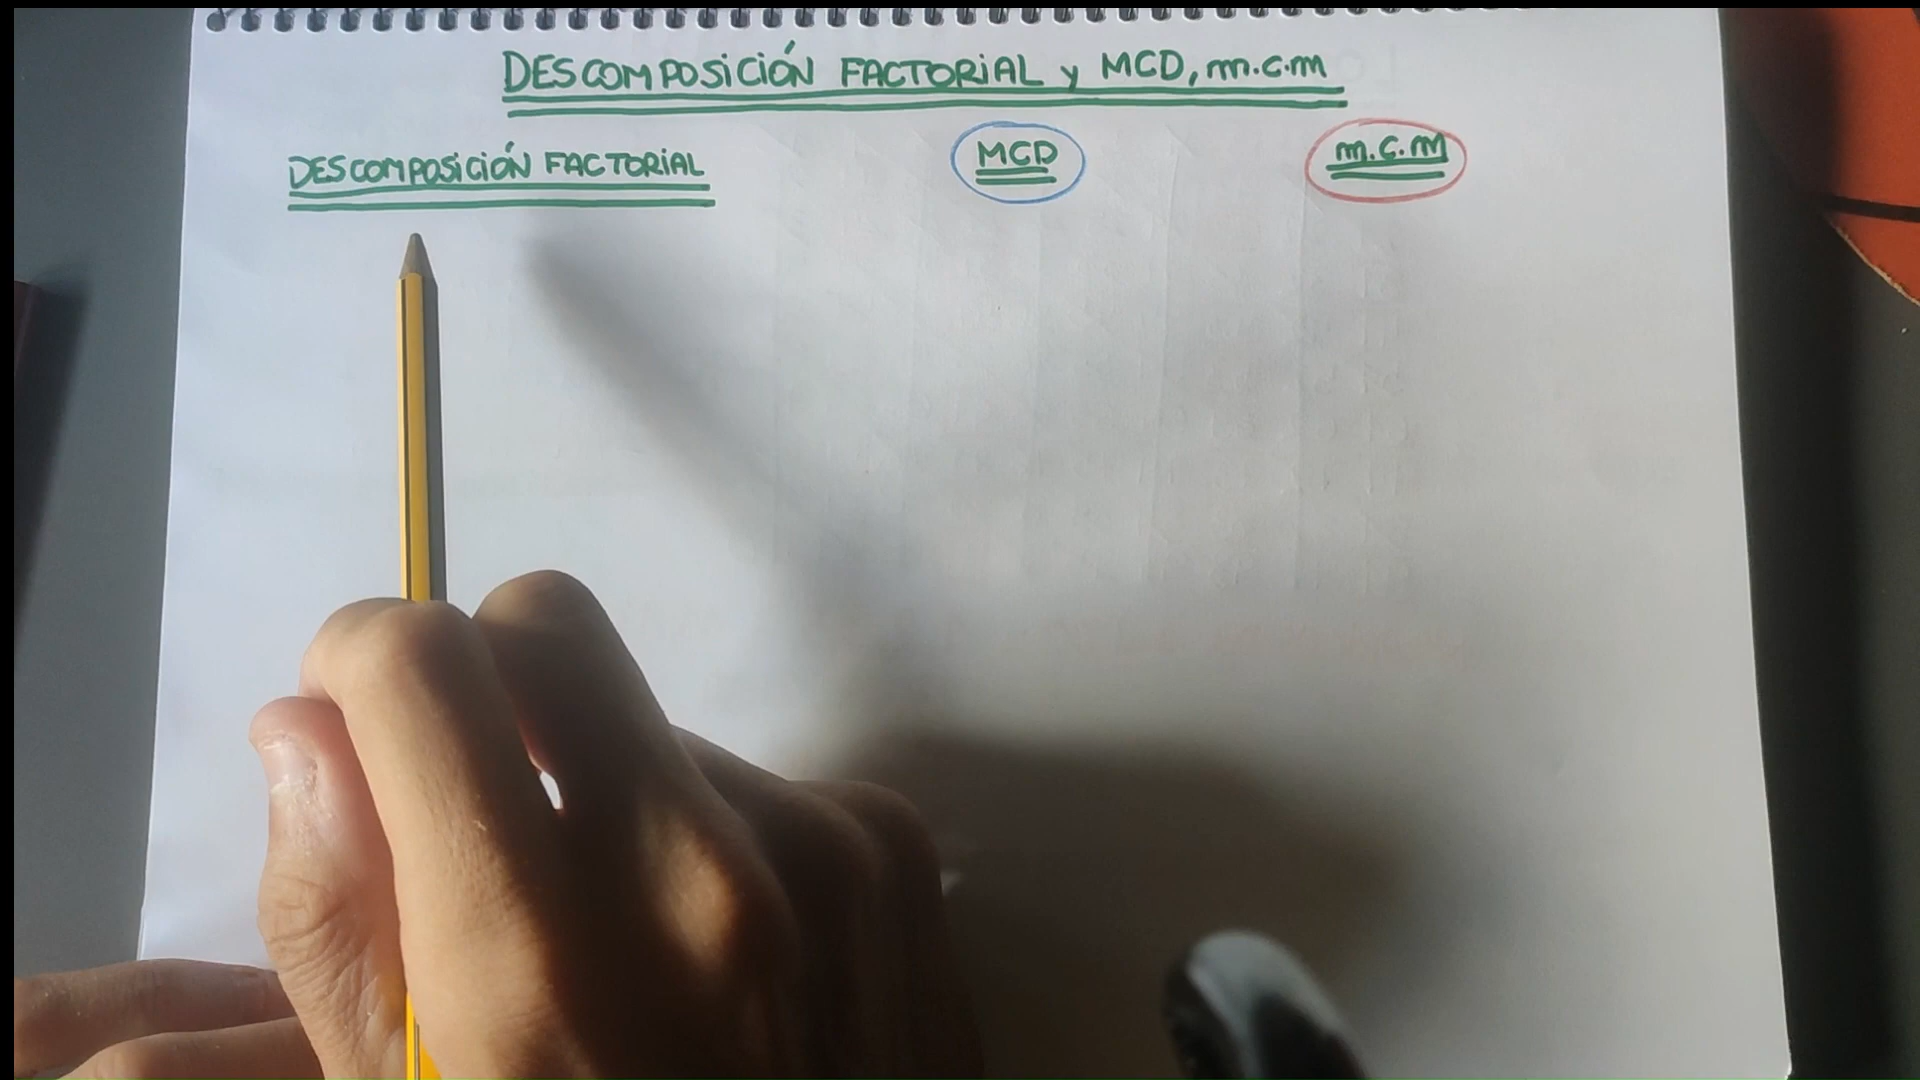 DESCOMPOSICIÓN FACTORIAL y MCD, m.c.m
DESCOMPOSICIÓN FACTORIAL
MCD
m.c.m